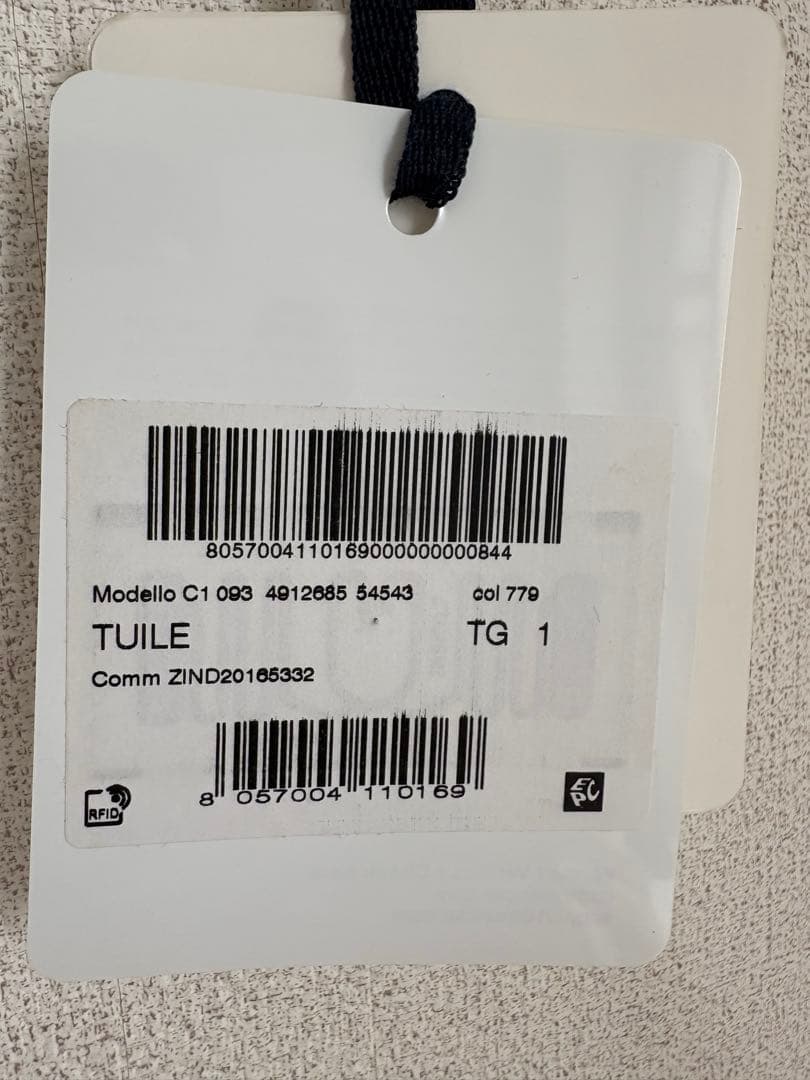 8057004110169000000000844
Modello C1 093 4912685 54543 col 779
TUILE TG 1
Comm ZIND20165332
8 057004 110169
RFID
EPC